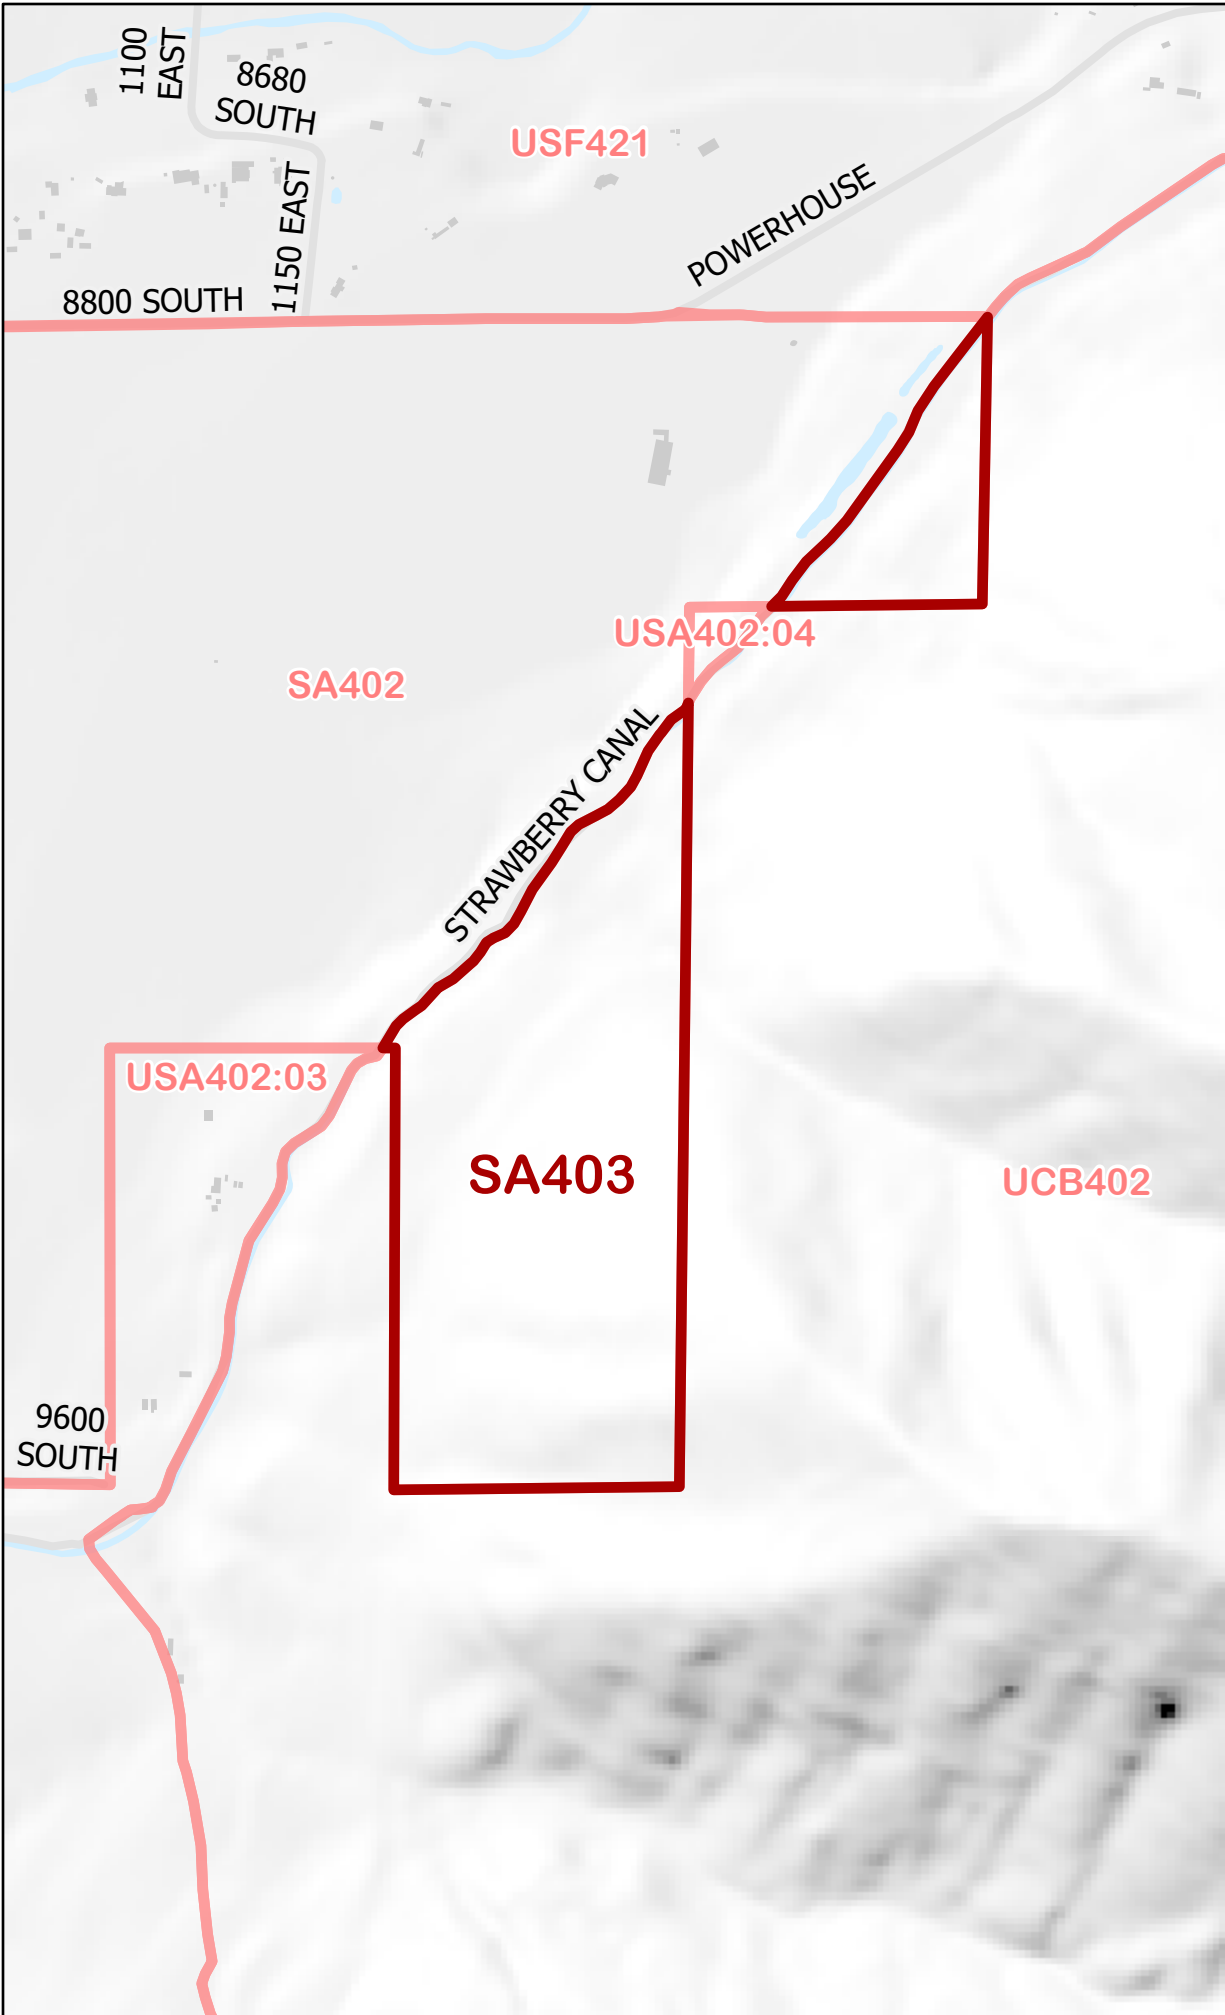 1100
EAST
8680
SOUTH
USF421
1150 EAST
POWERHOUSE
8800 SOUTH
USA402:04
SA402
STRAWBERRY CANAL
USA402:03
SA403
UCB402
9600
SOUTH